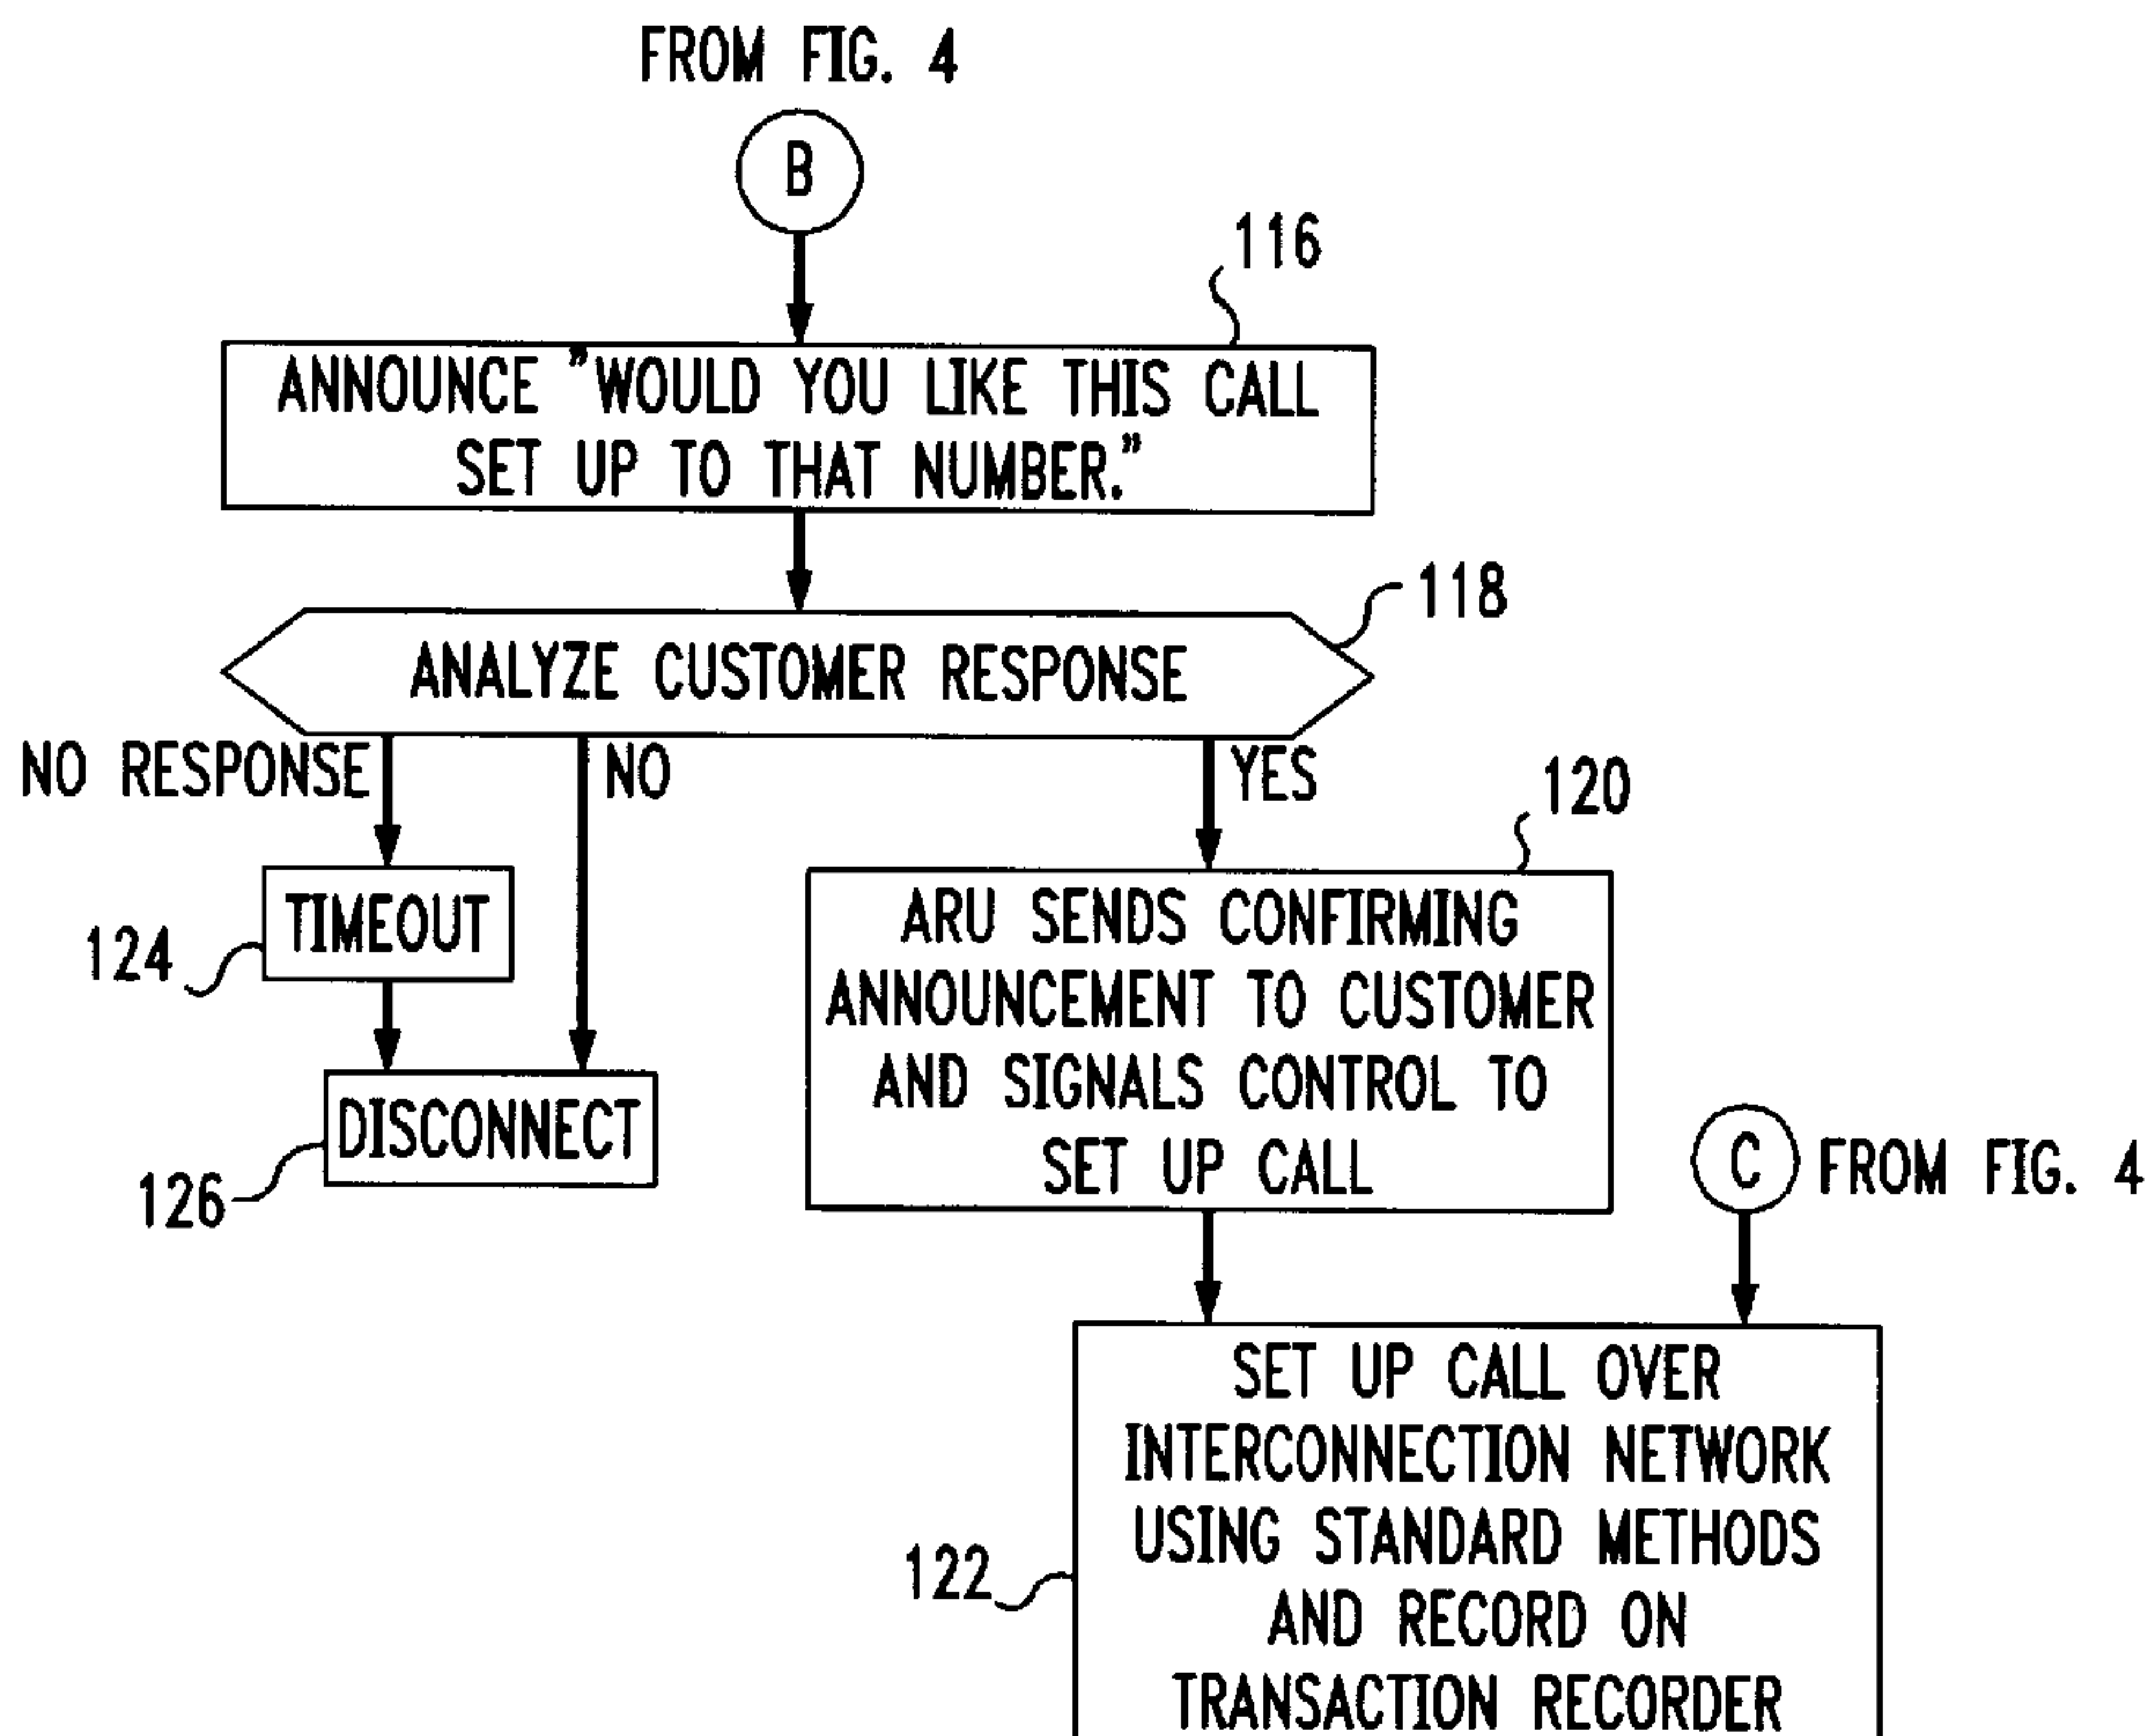 FROM FIG. 4
B
116
ANNOUNCE "WOULD YOU LIKE THIS CALL
SET UP TO THAT NUMBER."
118
ANALYZE CUSTOMER RESPONSE
NO RESPONSE
NO
YES
120
TIMEOUT
124
ARU SENDS CONFIRMING
ANNOUNCEMENT TO CUSTOMER
AND SIGNALS CONTROL TO
SET UP CALL
DISCONNECT
126
C FROM FIG. 4
SET UP CALL OVER
INTERCONNECTION NETWORK
USING STANDARD METHODS
AND RECORD ON
TRANSACTION RECORDER
122